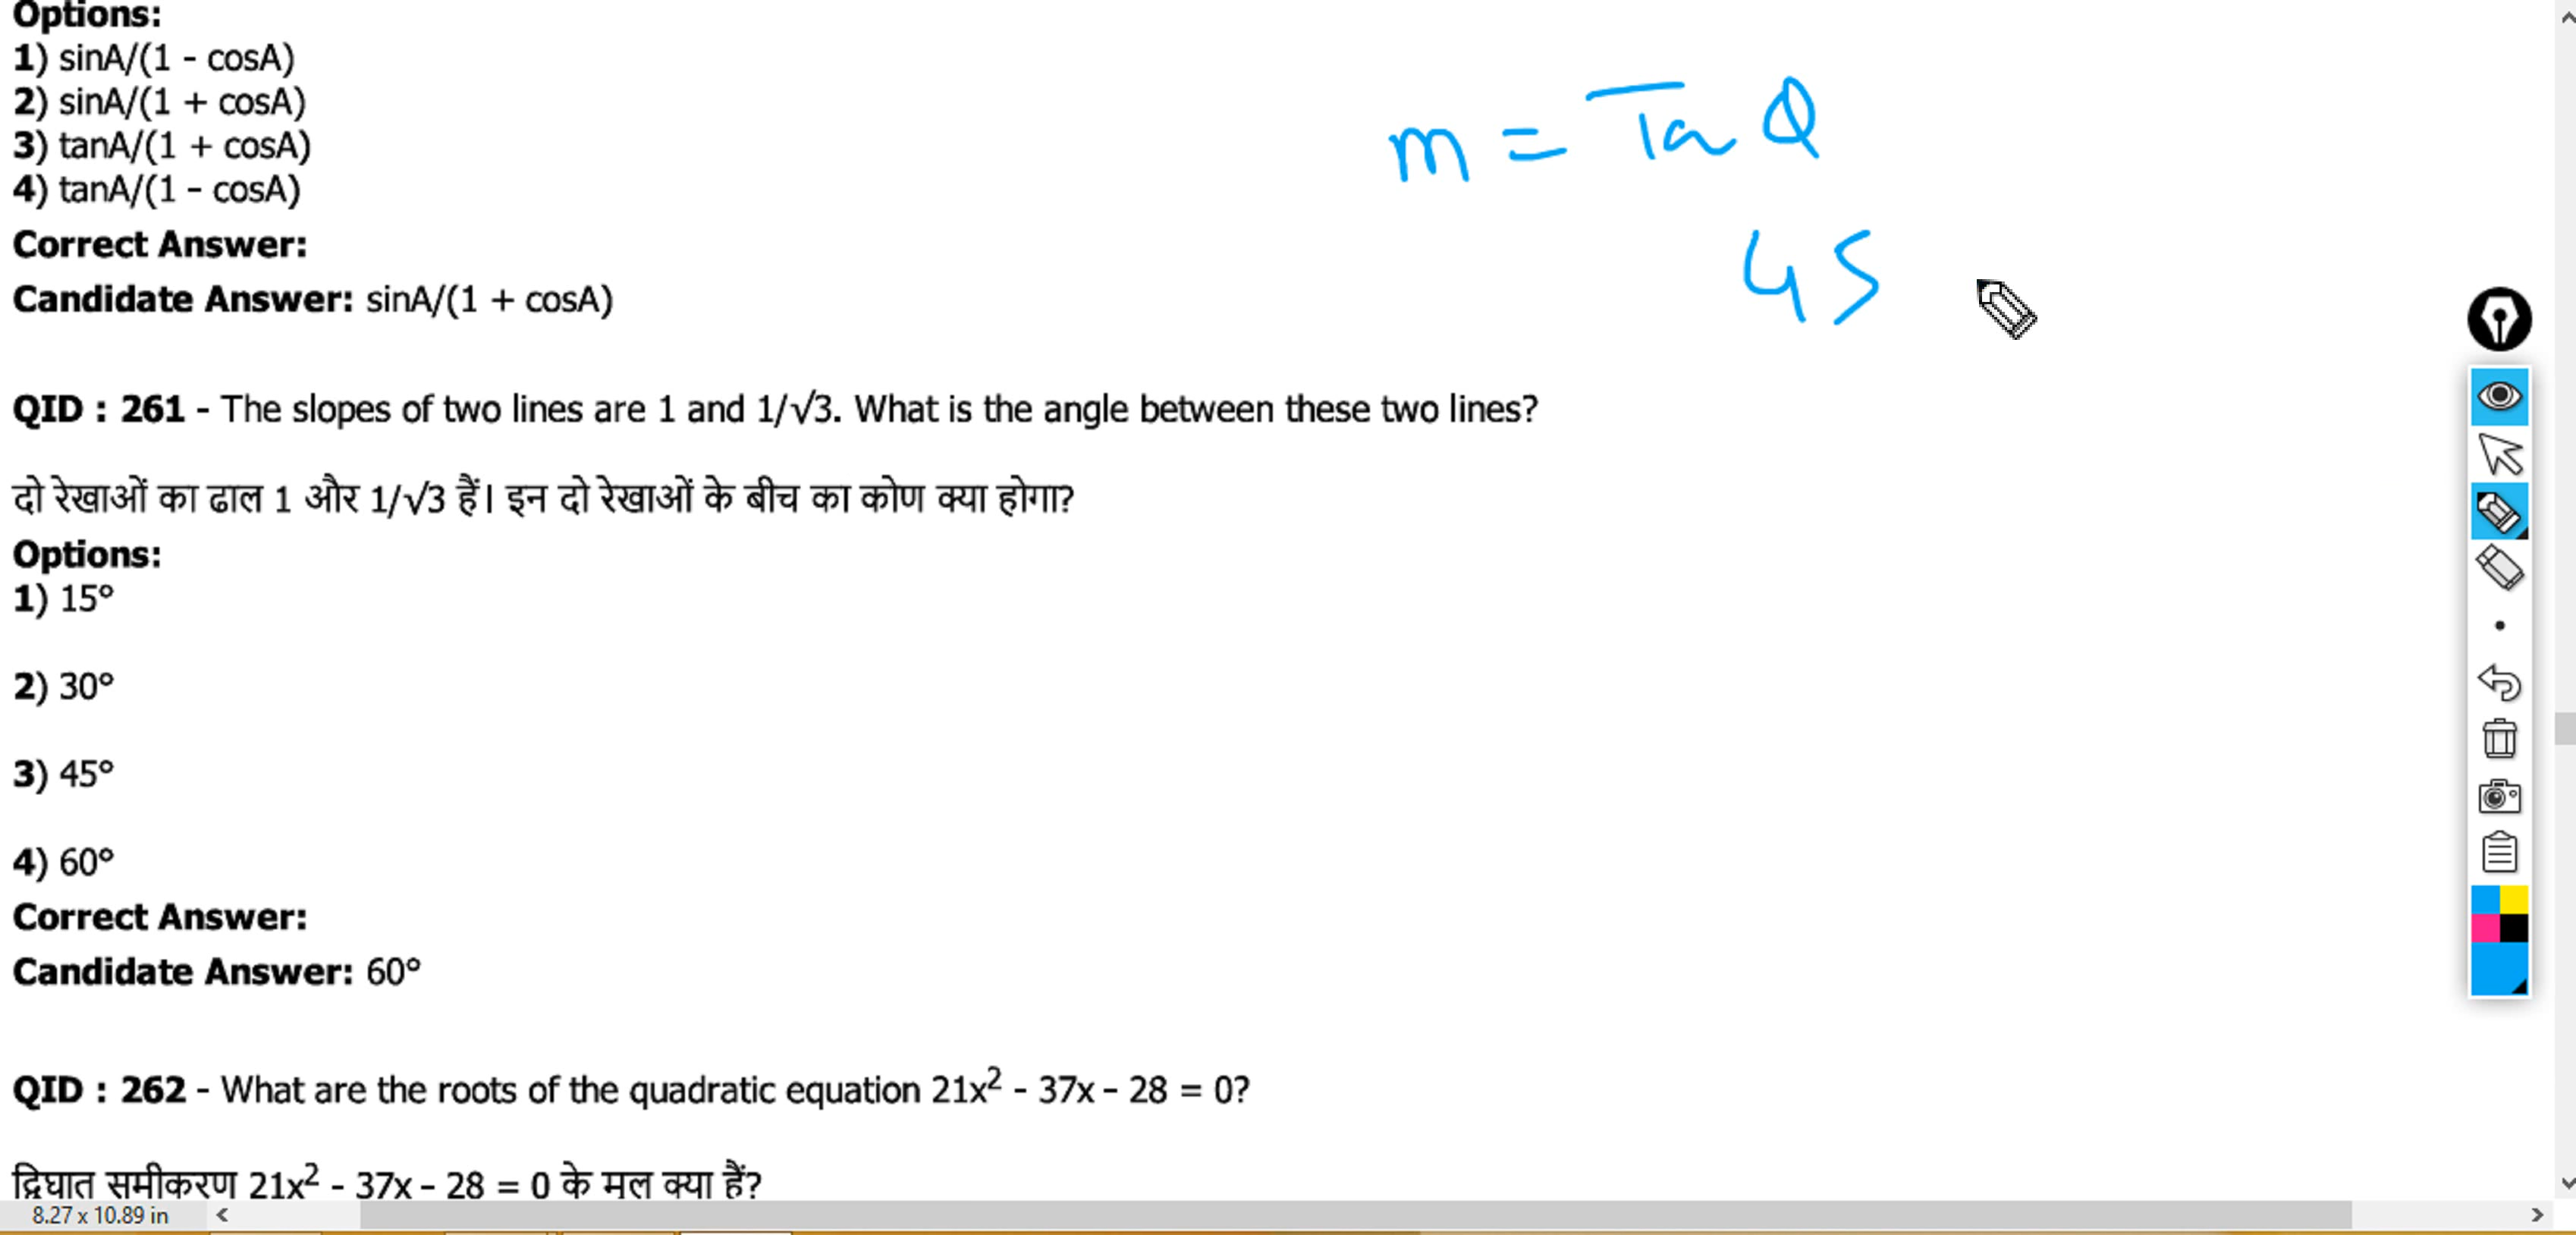 Options:
1) sinA/(1 - cosA)
2) sinA/(1 + cosA)
3) tanA/(1 + cosA)
4) tanA/(1 - cosA)
Correct Answer:
Candidate Answer: sinA/(1 + cosA)
m = Tan θ
45
QID : 261 - The slopes of two lines are 1 and 1/√3. What is the angle between these two lines?
दो रेखाओं का ढाल 1 और 1/√3 हैं। इन दो रेखाओं के बीच का कोण क्या होगा?
Options:
1) 15°
2) 30°
3) 45°
4) 60°
Correct Answer:
Candidate Answer: 60°
QID : 262 - What are the roots of the quadratic equation 21x² - 37x - 28 = 0?
द्विघात समीकरण 21x² - 37x - 28 = 0 के मूल क्या हैं?
8.27 x 10.89 in